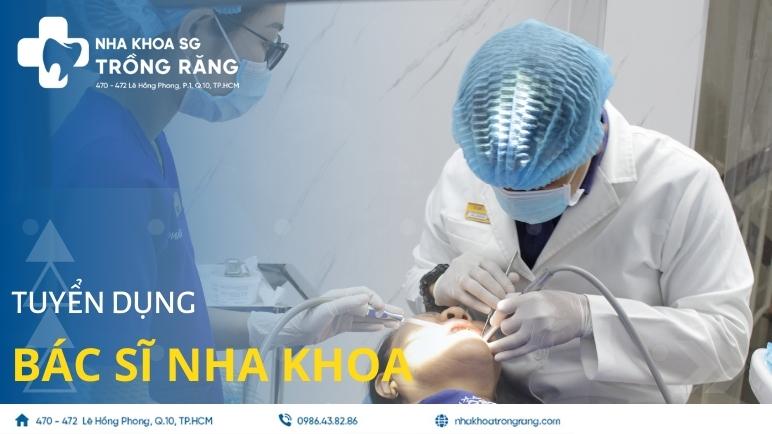 NHA KHOA SG
TRỒNG RĂNG
470 - 472 Lê Hồng Phong, P.1, Q.10, TP.HCM
TUYỂN DỤNG
BÁC SĨ NHA KHOA
470 - 472 Lê Hồng Phong, Q.10, TP.HCM
0986.43.82.86
nhakhoatrongrang.com